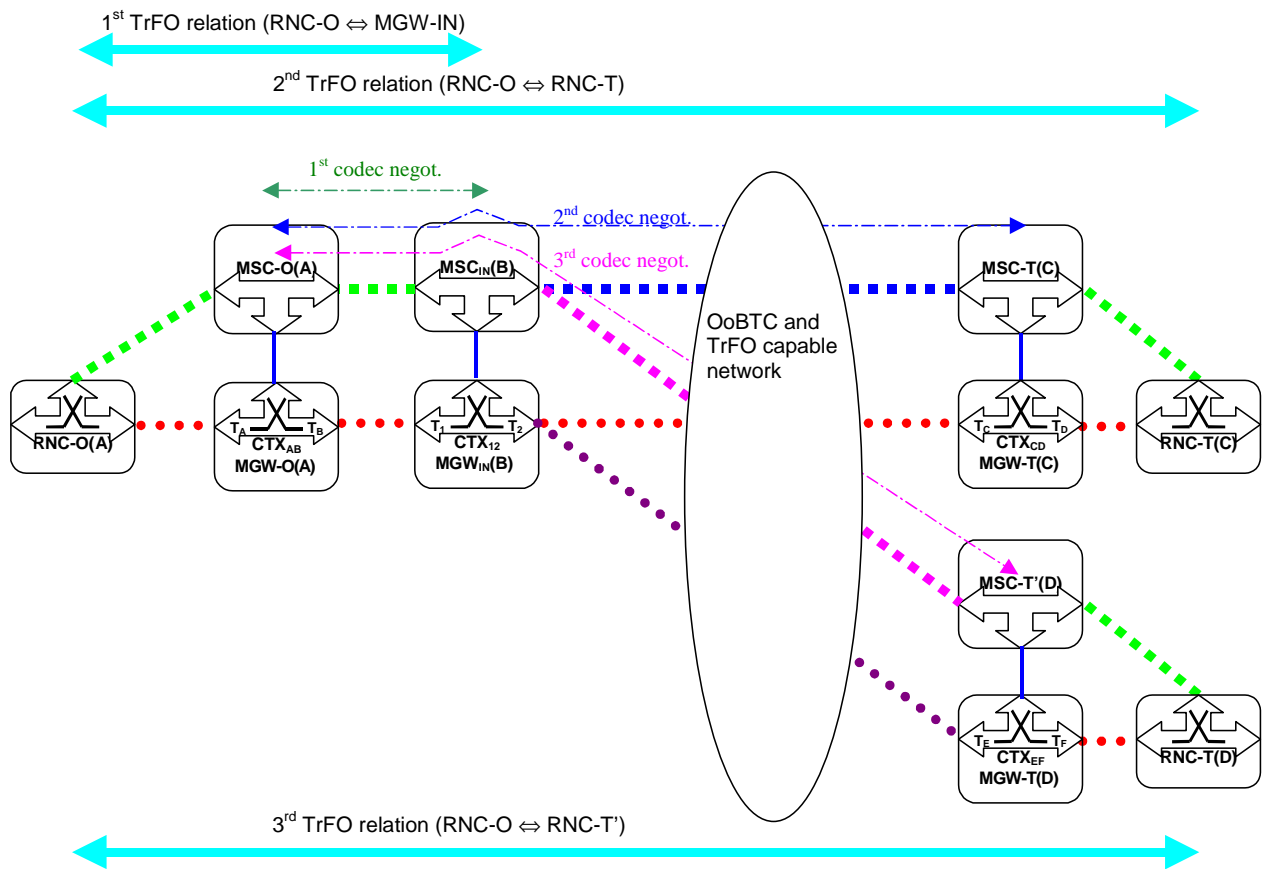 1st TrFO relation (RNC-O ⇔ MGW-IN)
2nd TrFO relation (RNC-O ⇔ RNC-T)
1st codec negot.
2nd codec negot.
3rd codec negot.
MSC-O(A)
MSCIN(B)
MSC-T(C)
OoBTC and
TrFO capable
network
RNC-O(A)
TA
TB
CTXAB
MGW-O(A)
T1
T2
CTX12
MGWIN(B)
TC
TD
CTXCD
MGW-T(C)
RNC-T(C)
MSC-T’(D)
TE
TF
CTXEF
MGW-T(D)
RNC-T(D)
3rd TrFO relation (RNC-O ⇔ RNC-T’)